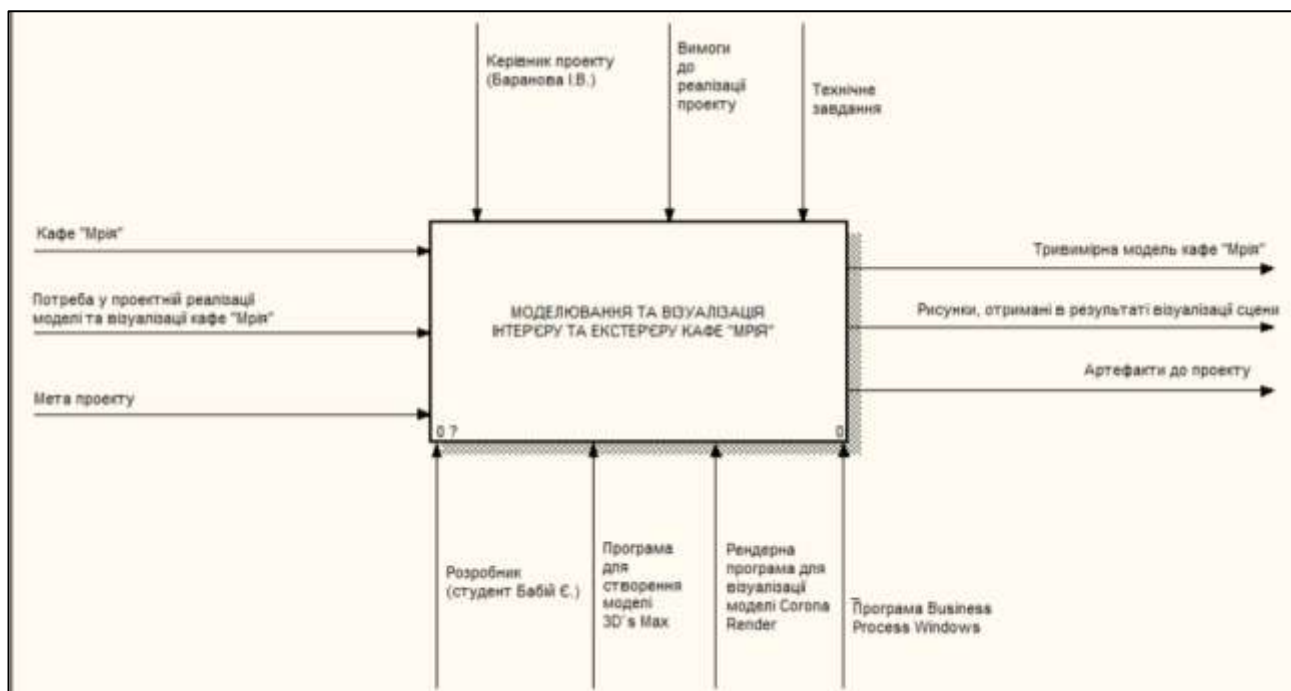 Керівник проекту
(Баранова І.В.)
Вимоги
до
реалізації
проекту
Технічне
завдання
Кафе "Мрія"
Потреба у проектній реалізації
моделі та візуалізації кафе "Мрія"
Мета проекту
МОДЕЛЮВАННЯ ТА ВІЗУАЛІЗАЦІЯ
ІНТЕР'ЄРУ ТА ЕКСТЕР'ЄРУ КАФЕ "МРІЯ"
0 ?
0
Тривимірна модель кафе "Мрія"
Рисунки, отримані в результаті візуалізації сцени
Артефакти до проекту
Розробник
(студент Бабій Є.)
Програма
для
створення
моделі
3D`s Max
Рендерна
програма для
візуалізації
моделі Corona
Render
Програма Business
Process Windows